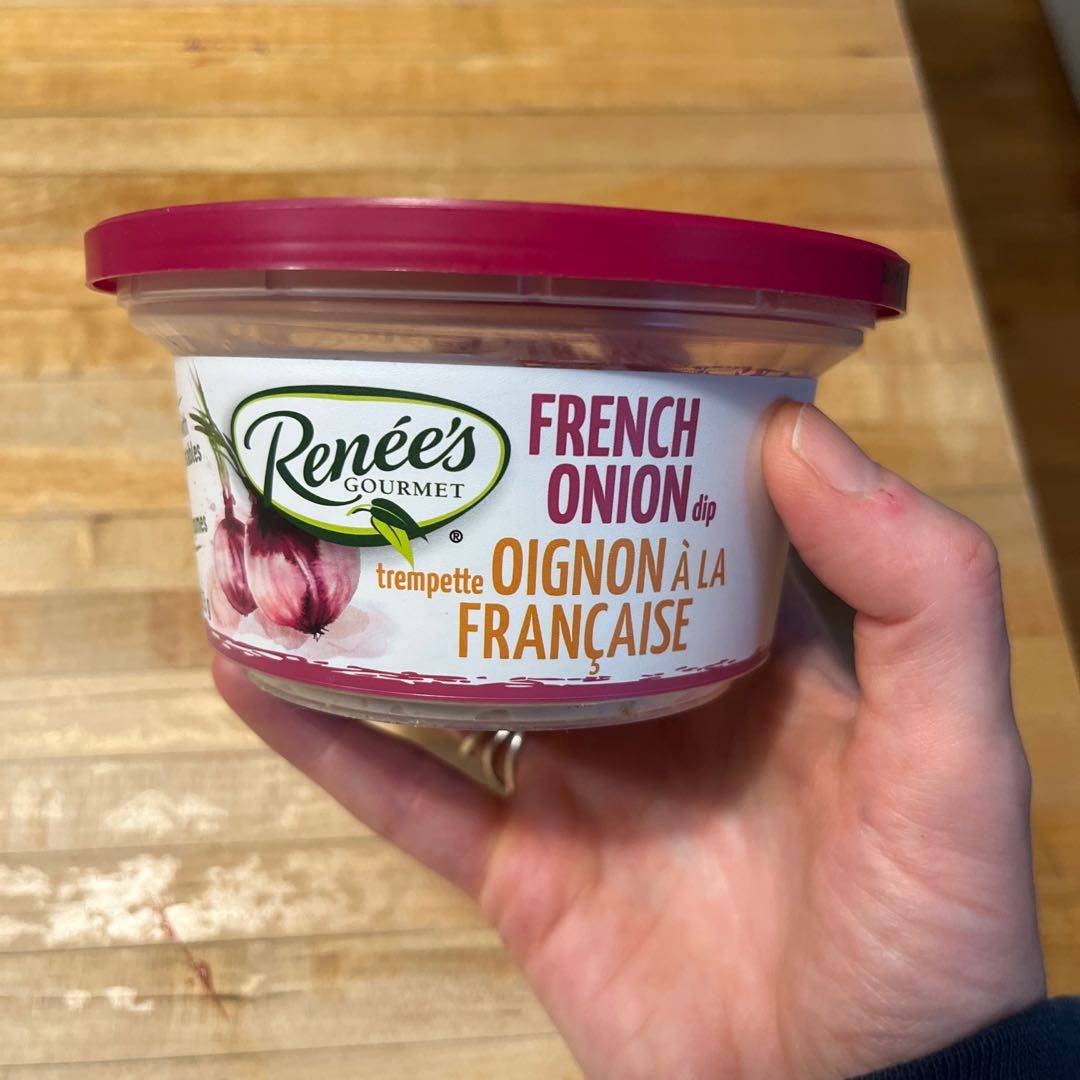 Renée's
GOURMET
®
FRENCH
ONION dip
trempette OIGNON À LA
FRANÇAISE